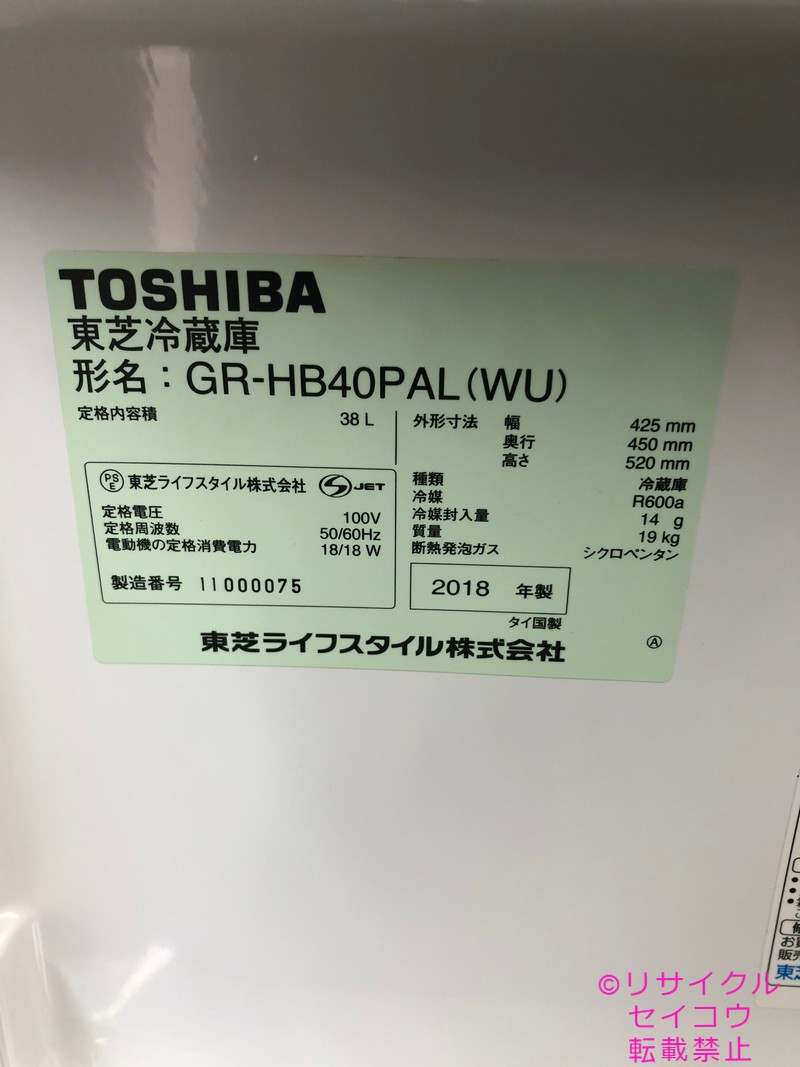 TOSHIBA
東芝冷蔵庫
形名：GR-HB40PAL(WU)
定格内容積 38 L
外形寸法 幅 425 mm
奥行 450 mm
高さ 520 mm
種類 冷蔵庫
冷媒 R600a
冷媒封入量 14 g
質量 19 kg
断熱発泡ガス シクロペンタン
PS E 東芝ライフスタイル株式会社 S JET
定格電圧 100V
定格周波数 50/60Hz
電動機の定格消費電力 18/18 W
製造番号 11000075
2018 年製
タイ国製
東芝ライフスタイル株式会社 Ⓐ
お買
販売
東芝
©リサイクル
セイコウ
転載禁止